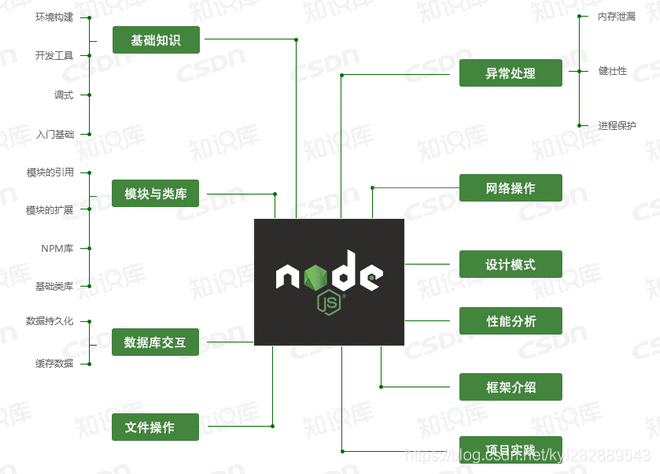 环境构建
开发工具
调式
入门基础
基础知识
模块的引用
模块的扩展
NPM库
基础类库
模块与类库
数据持久化
缓存数据
数据库交互
文件操作
node
JS
异常处理
内存泄漏
健壮性
进程保护
网络操作
设计模式
性能分析
框架介绍
项目实践
https://blog.csdn.net/kyl282889543
CSDN
知识库